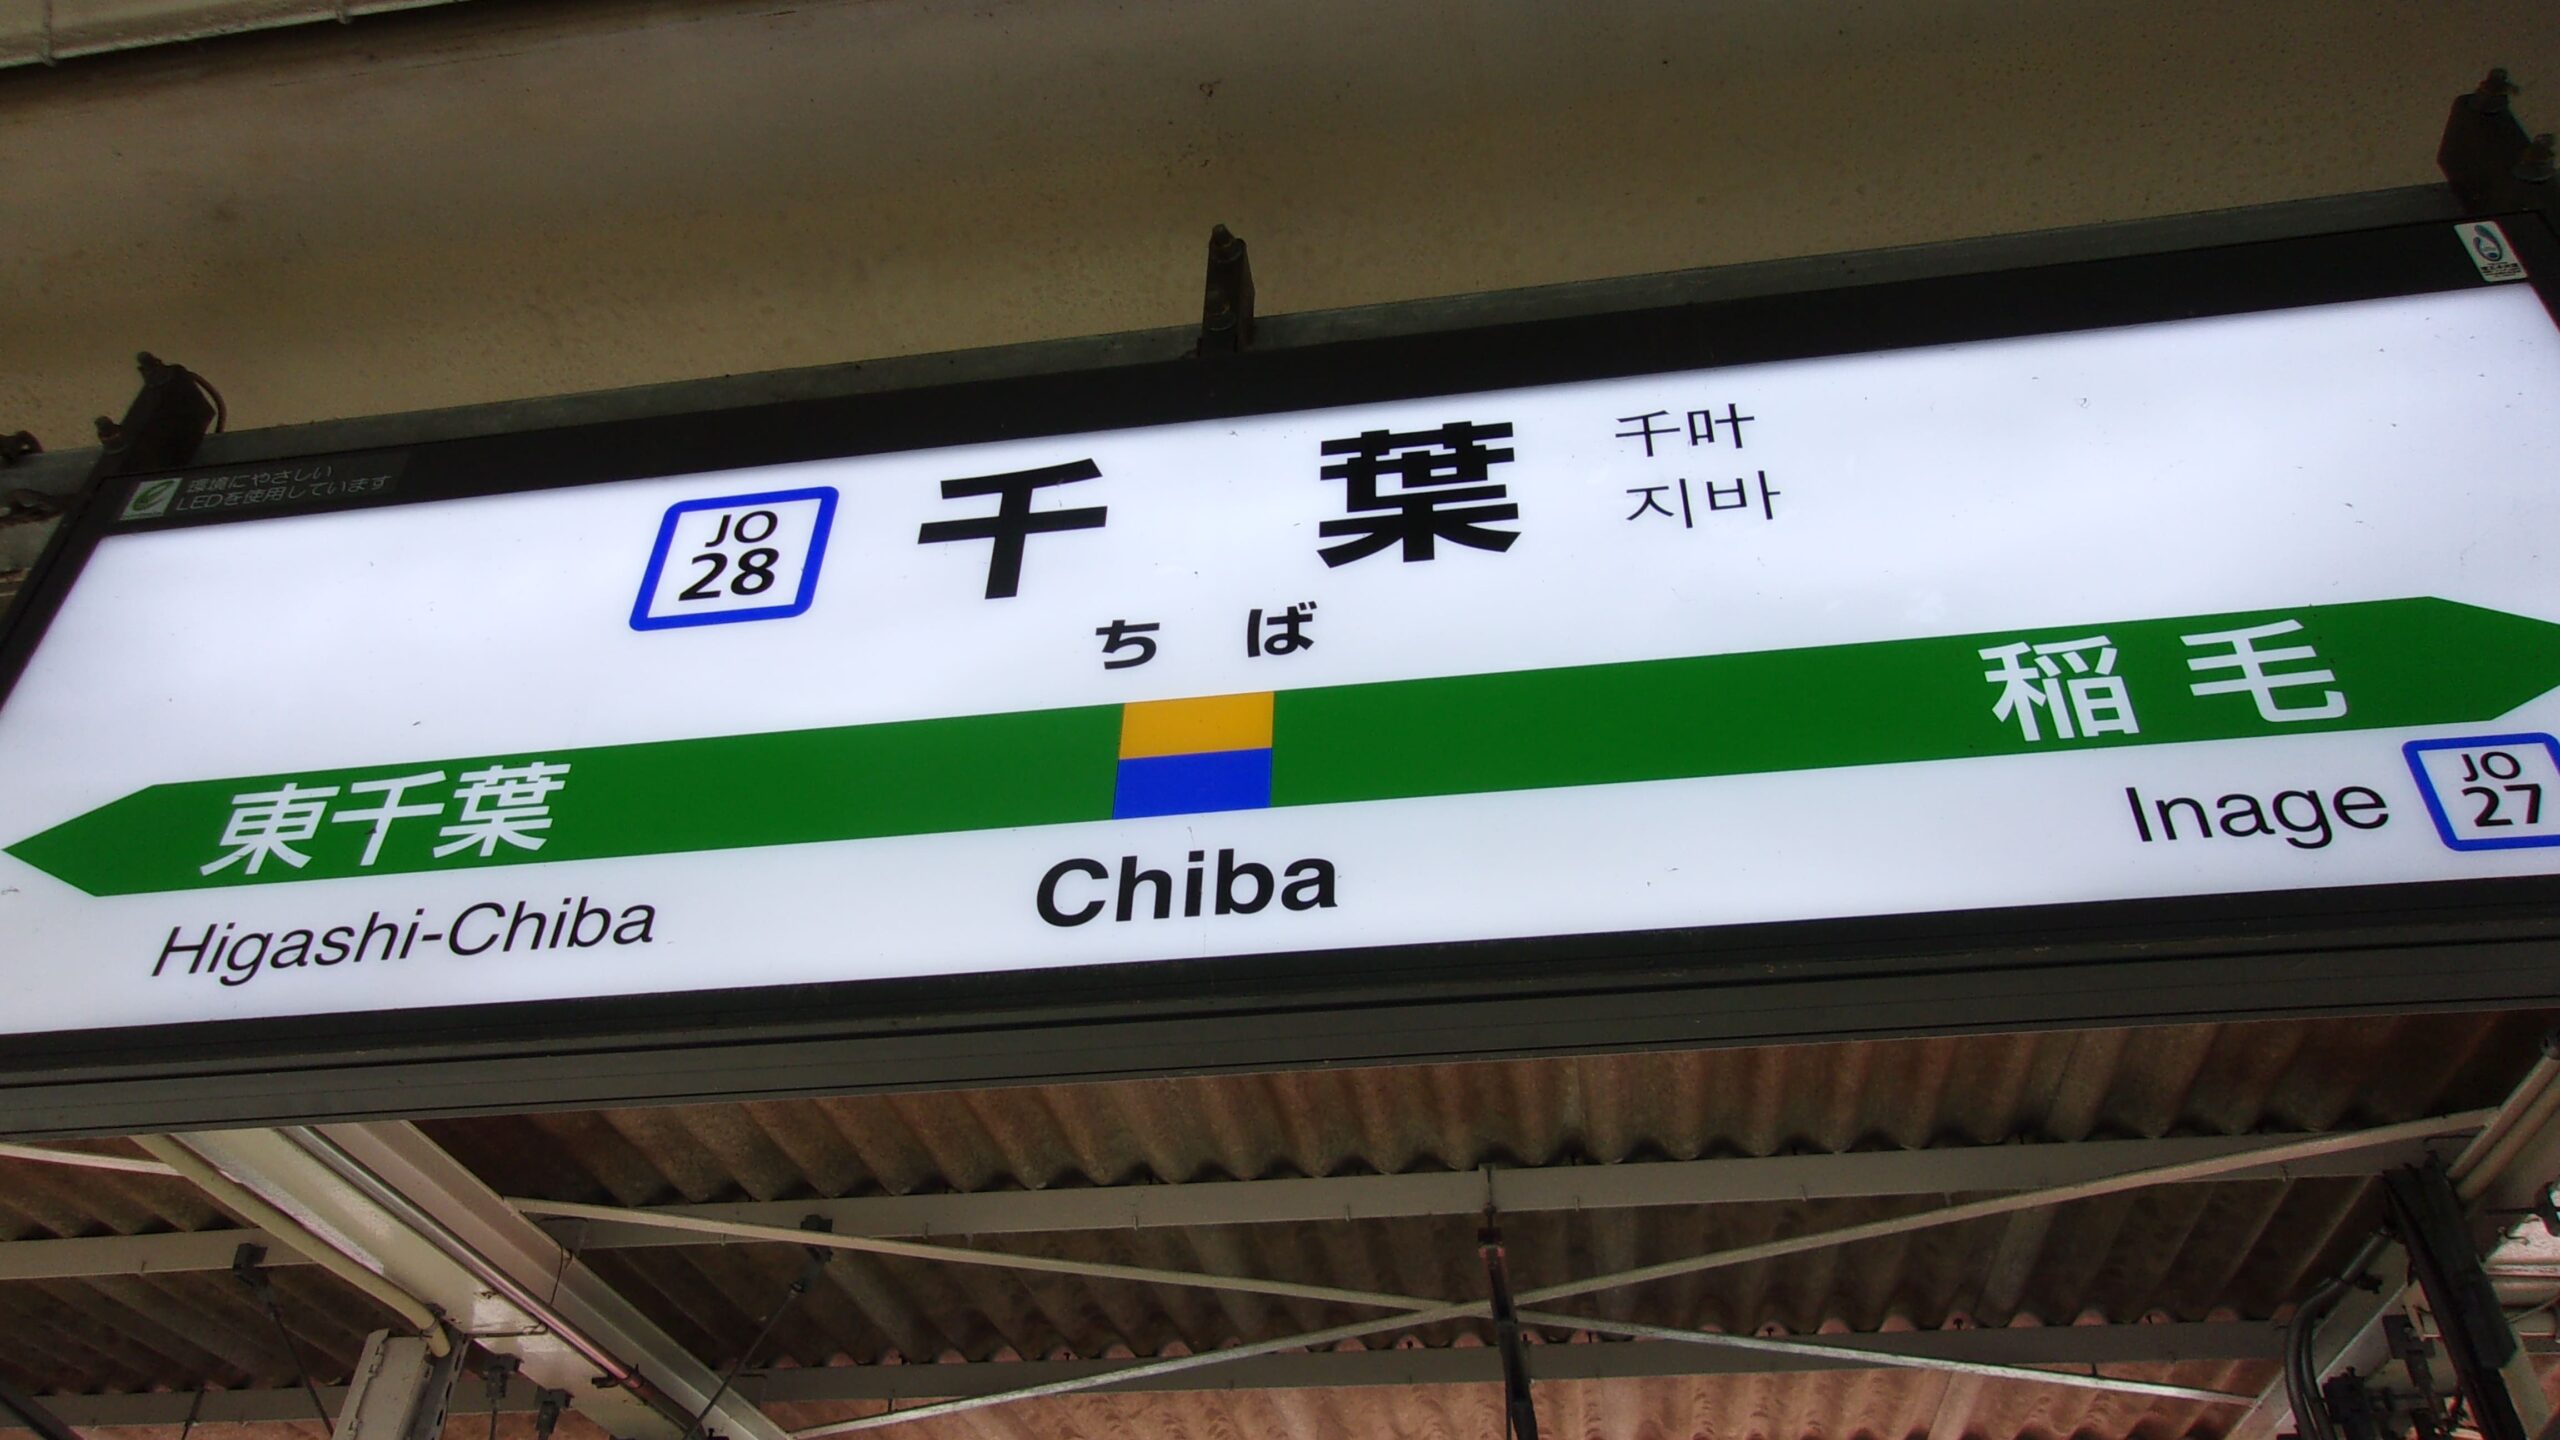 環境にやさしい
LEDを使用しています
JO
28
千葉
千叶
지바
ちば
東千葉
稲毛
Higashi-Chiba
Chiba
Inage
JO
27